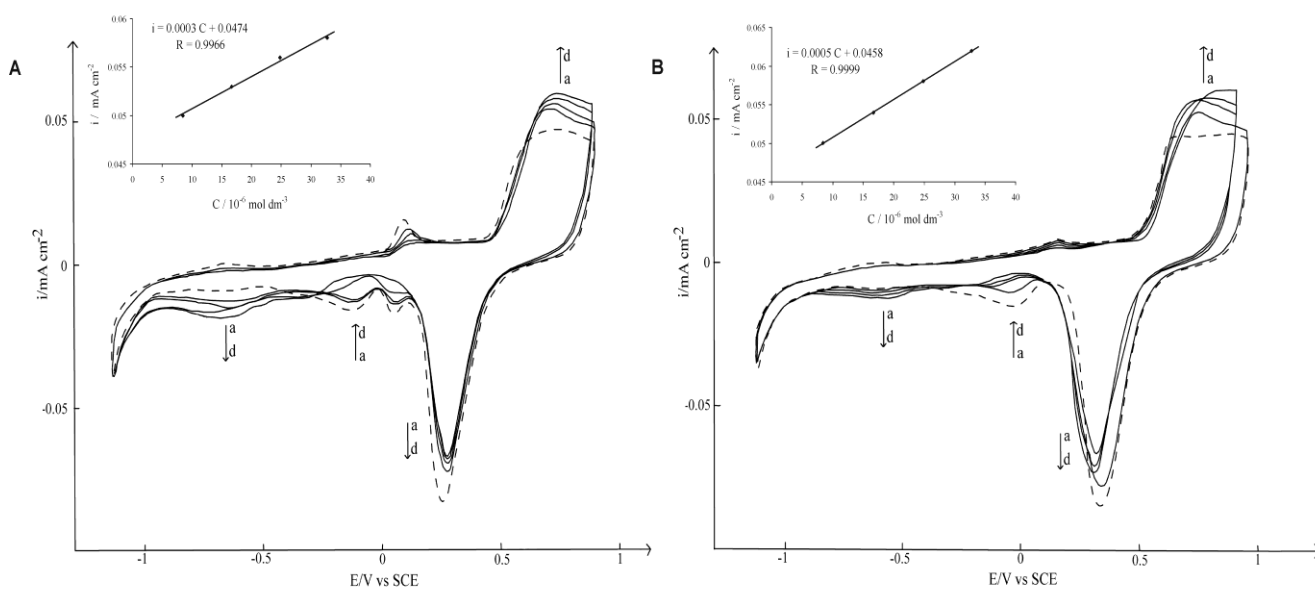 A
i = 0.0003 C + 0.0474
R = 0.9966
i / mA cm⁻²
0.06
0.055
0.05
0.045
0 5 10 15 20 25 30 35 40
C / 10⁻⁶ mol dm⁻³
d
a
i/mA cm⁻²
0.05
0
-0.05
a
d
d
a
a
d
-1 -0.5 0 0.5 1
E/V vs SCE
B
i = 0.0005 C + 0.0458
R = 0.9999
i / mA cm⁻²
0.065
0.06
0.055
0.05
0.045
0 5 10 15 20 25 30 35 40
C / 10⁻⁶ mol dm⁻³
d
a
i/mA cm⁻²
0.05
0
-0.05
a
d
d
a
a
d
-1 -0.5 0 0.5 1
E/V vs SCE